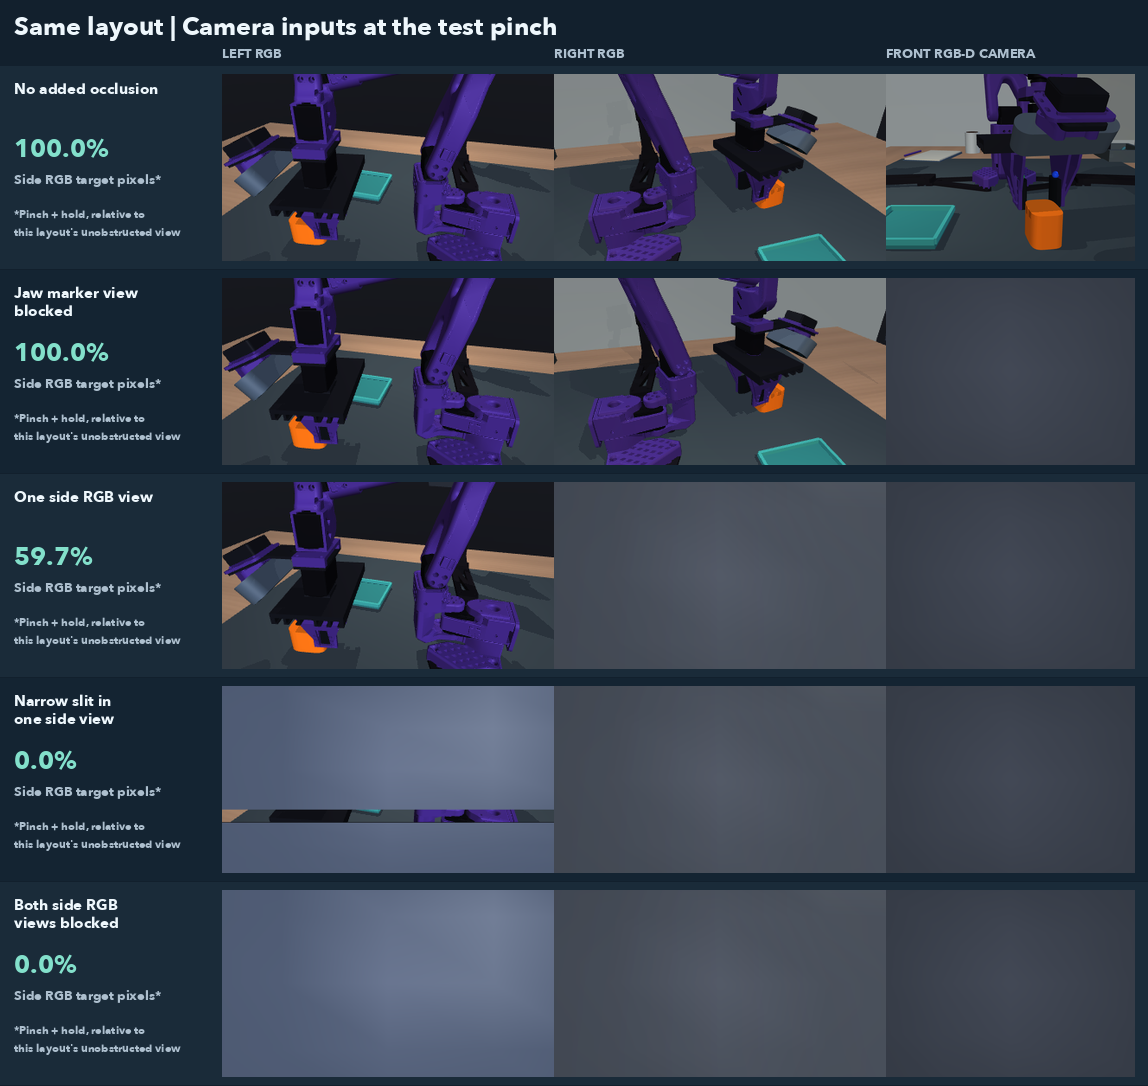 Same layout | Camera inputs at the test pinch
LEFT RGB
RIGHT RGB
FRONT RGB-D CAMERA
No added occlusion
100.0%
Side RGB target pixels*
*Pinch + hold, relative to
this layout's unobstructed view
Jaw marker view
blocked
100.0%
Side RGB target pixels*
*Pinch + hold, relative to
this layout's unobstructed view
One side RGB view
59.7%
Side RGB target pixels*
*Pinch + hold, relative to
this layout's unobstructed view
Narrow slit in
one side view
0.0%
Side RGB target pixels*
*Pinch + hold, relative to
this layout's unobstructed view
Both side RGB
views blocked
0.0%
Side RGB target pixels*
*Pinch + hold, relative to
this layout's unobstructed view